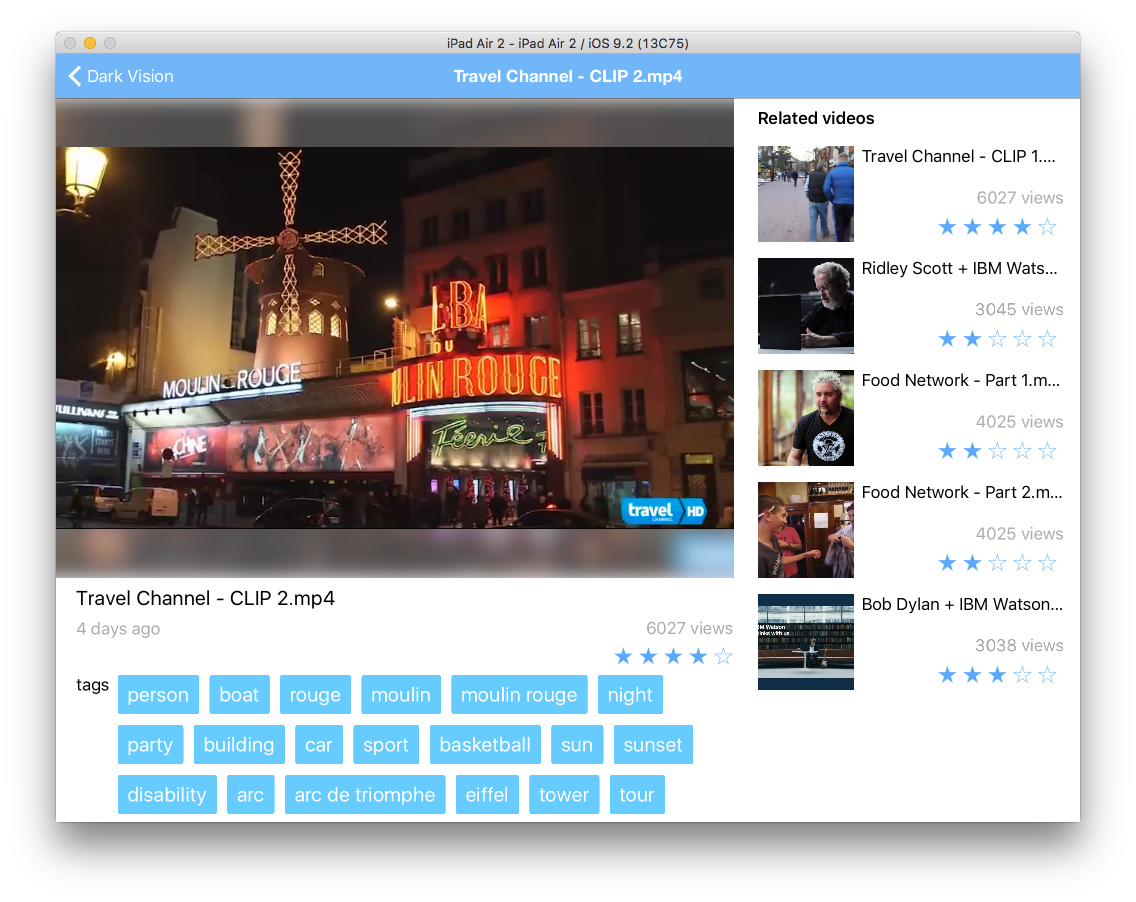 iPad Air 2 - iPad Air 2 / iOS 9.2 (13C75)
Dark Vision
Travel Channel - CLIP 2.mp4
MOULIN ROUGE
BA
DU
ULIN ROUGE
Féerie
travel
CHANNEL
HD
Travel Channel - CLIP 2.mp4
4 days ago
6027 views
tags
person boat rouge moulin moulin rouge night
party building car sport basketball sun sunset
disability arc arc de triomphe eiffel tower tour
Related videos
Travel Channel - CLIP 1....
6027 views
Ridley Scott + IBM Wats...
3045 views
Food Network - Part 1.m...
4025 views
Food Network - Part 2.m...
4025 views
Bob Dylan + IBM Watson...
3038 views